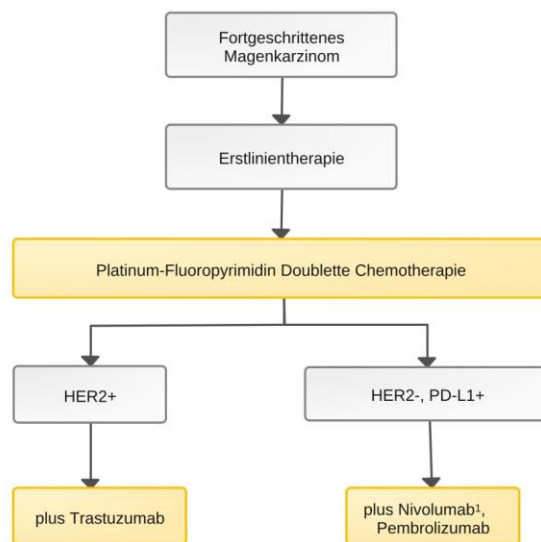 Fortgeschrittenes
Magenkarzinom
Erstlinientherapie
Platinum-Fluoropyrimidin Doublette Chemotherapie
HER2+
HER2-, PD-L1+
plus Trastuzumab
plus Nivolumab¹,
Pembrolizumab